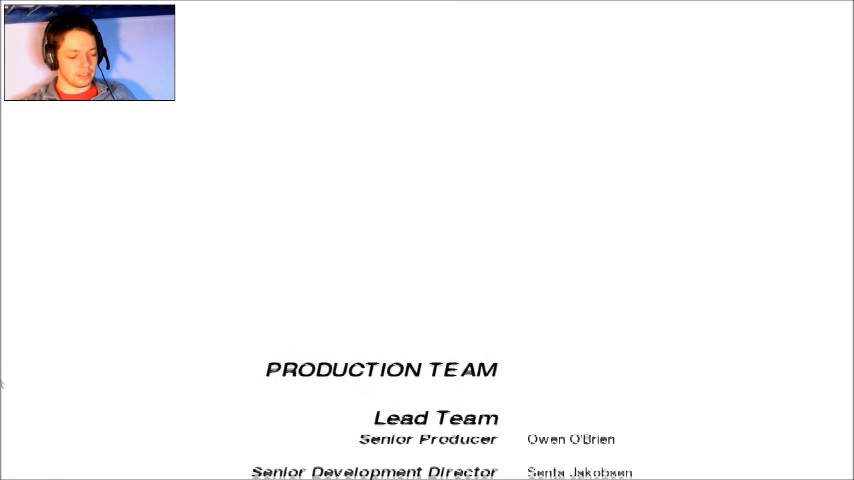 PRODUCTION TEAM
Lead Team
Senior Producer Owen O'Brien
Senior Development Director Senta Jakobsen